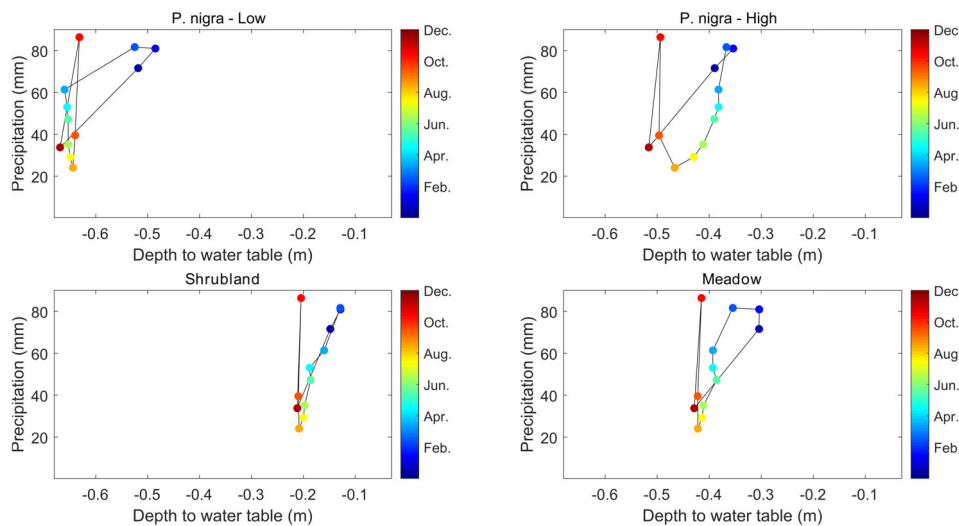 P. nigra - Low
80
60
40
20
Precipitation (mm)
-0.6 -0.5 -0.4 -0.3 -0.2 -0.1
Depth to water table (m)
Dec.
Oct.
Aug.
Jun.
Apr.
Feb.
P. nigra - High
80
60
40
20
Precipitation (mm)
-0.6 -0.5 -0.4 -0.3 -0.2 -0.1
Depth to water table (m)
Dec.
Oct.
Aug.
Jun.
Apr.
Feb.
Shrubland
80
60
40
20
Precipitation (mm)
-0.6 -0.5 -0.4 -0.3 -0.2 -0.1
Depth to water table (m)
Dec.
Oct.
Aug.
Jun.
Apr.
Feb.
Meadow
80
60
40
20
Precipitation (mm)
-0.6 -0.5 -0.4 -0.3 -0.2 -0.1
Depth to water table (m)
Dec.
Oct.
Aug.
Jun.
Apr.
Feb.